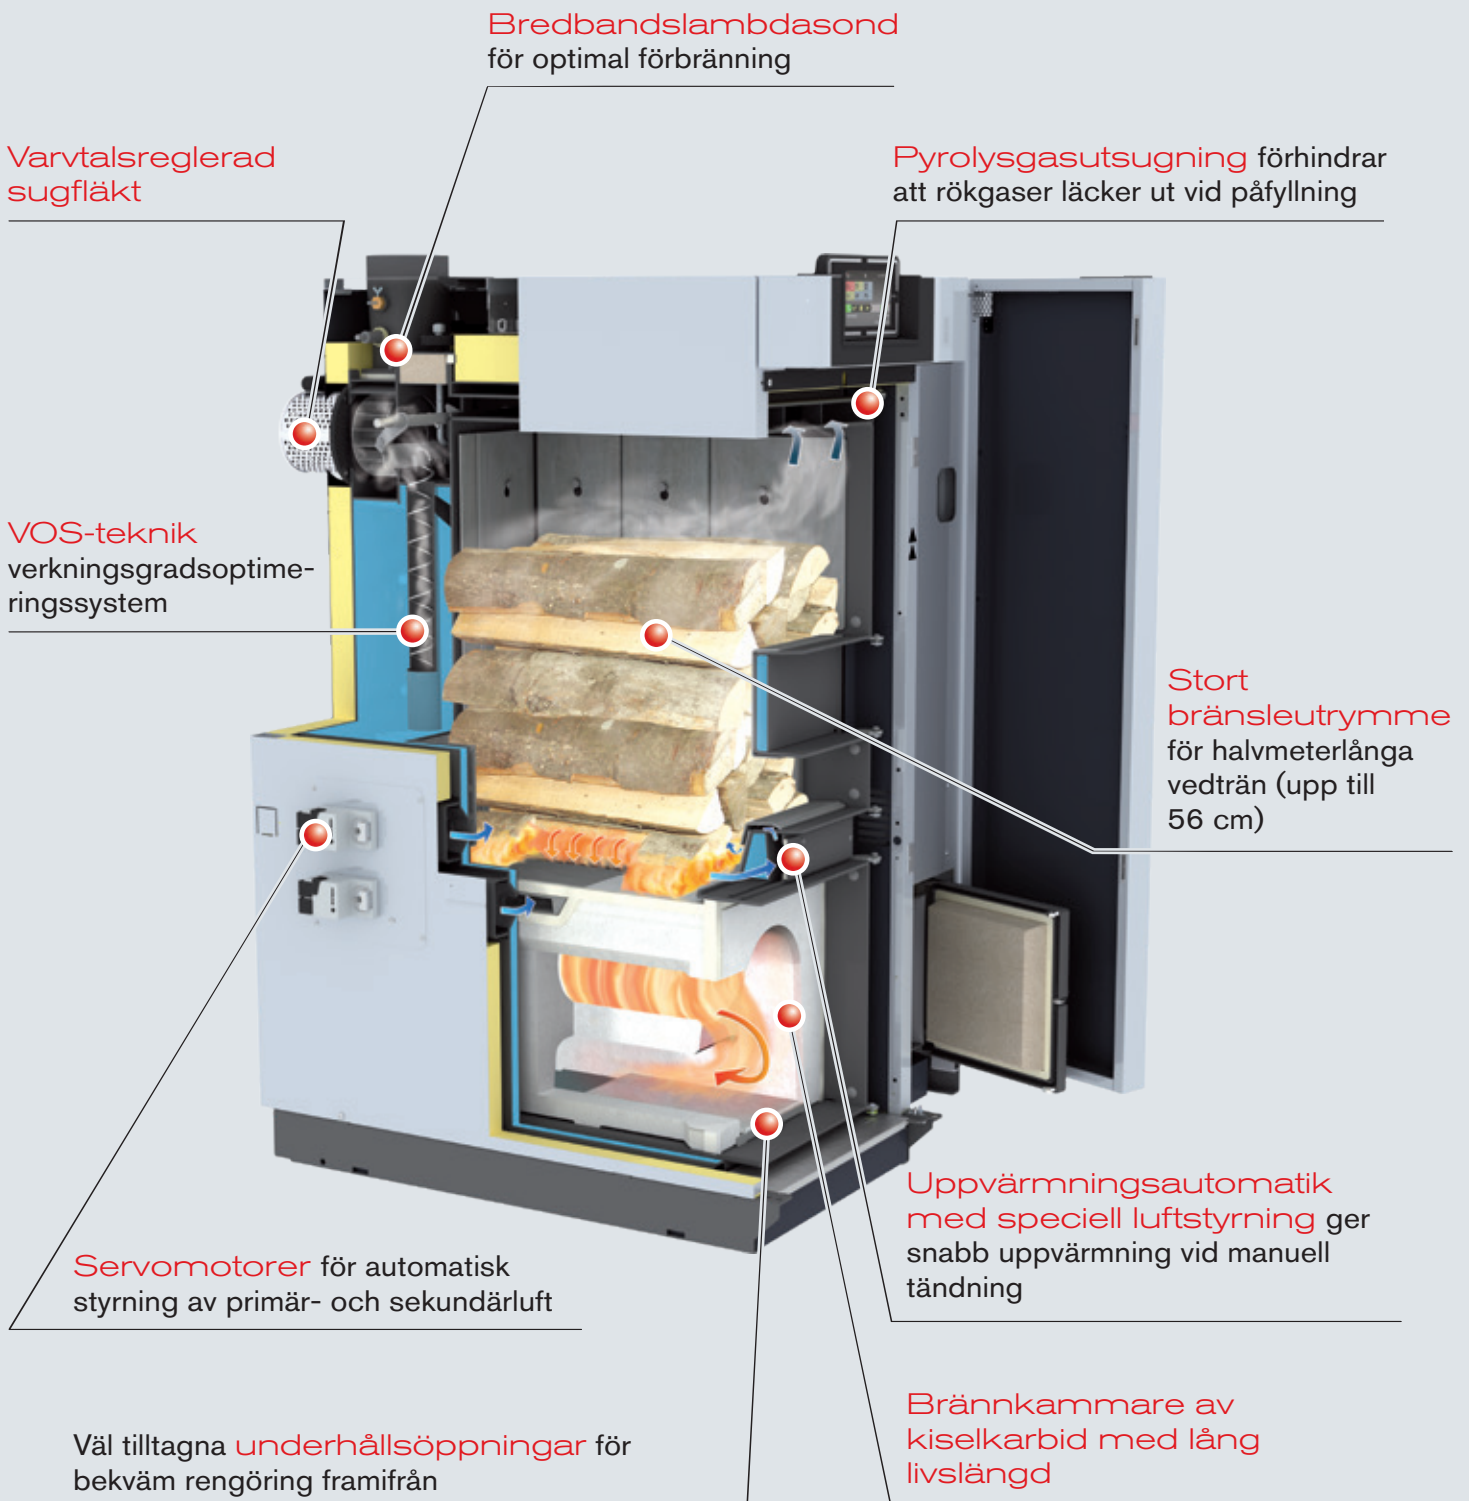 Bredbandslambdasond
för optimal förbränning
Varvtalsreglerad
sugfläkt
Pyrolysgasutsugning förhindrar
att rökgaser läcker ut vid påfyllning
VOS-teknik
verkningsgradsoptime-
ringssystem
Stort
bränsleutrymme
för halvmeterlånga
vedträn (upp till
56 cm)
Uppvärmningsautomatik
med speciell luftstyrning ger
snabb uppvärmning vid manuell
tändning
Servomotorer för automatisk
styrning av primär- och sekundärluft
Brännkammare av
kiselkarbid med lång
livslängd
Väl tilltagna underhållsöppningar för
bekväm rengöring framifrån